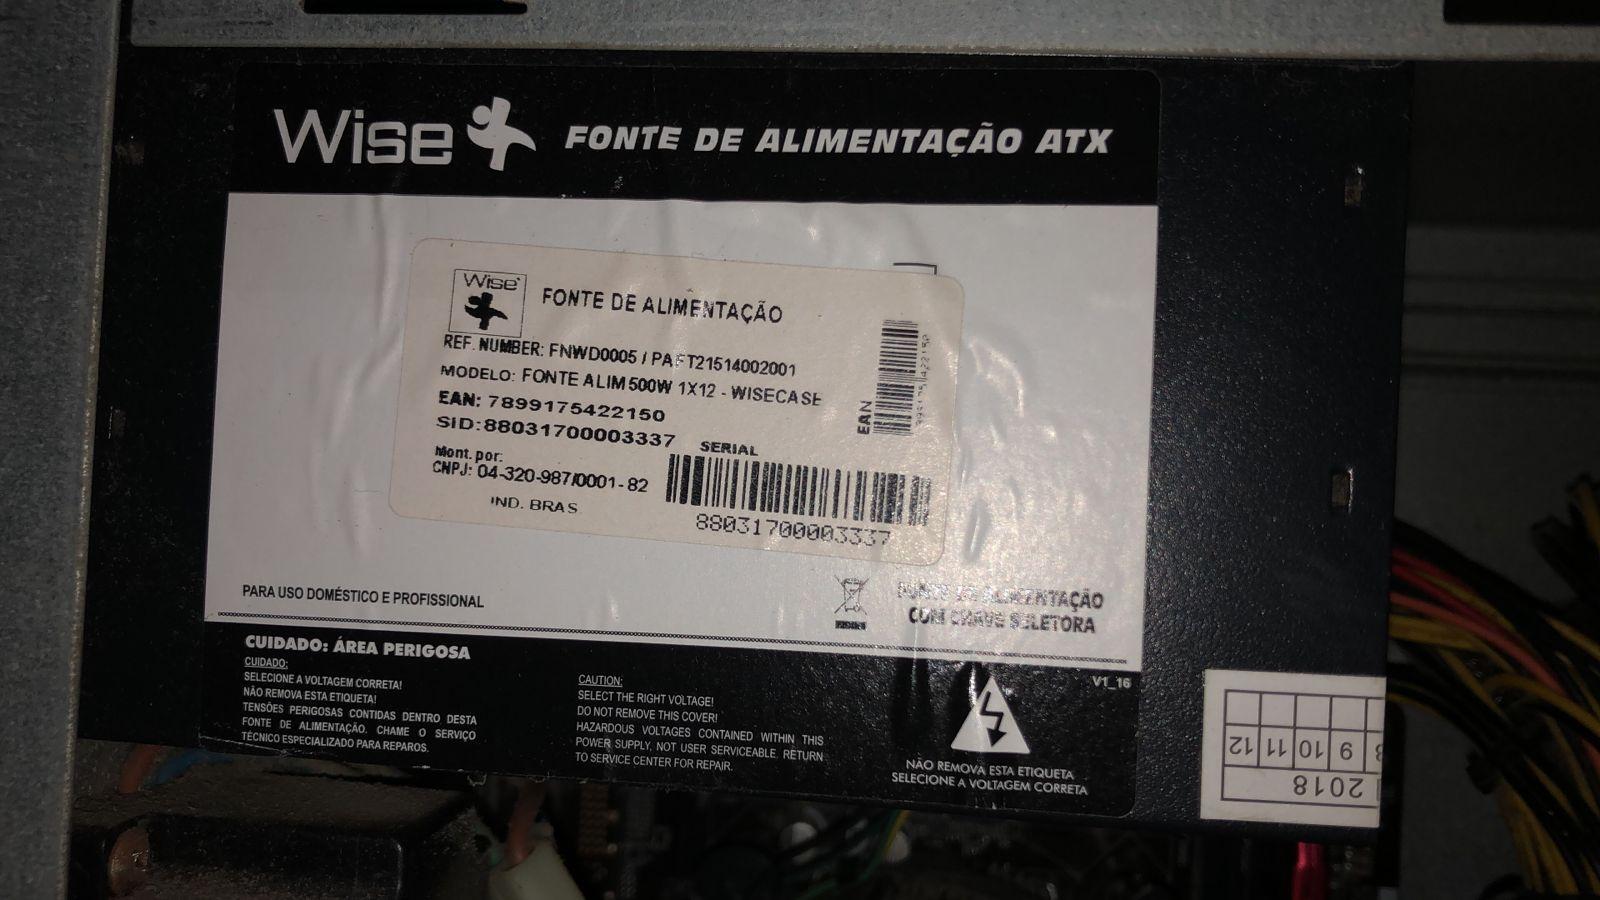 Wise
FONTE DE ALIMENTAÇÃO ATX
Wise
FONTE DE ALIMENTAÇÃO
REF. NUMBER: FNWD0005 / PAFT21514002001
MODELO: FONTE ALIM 500W 1X12 - WISECASE
EAN: 7899175422150
SID:88031700003337
Mont. por:
CNPJ: 04-320-987/0001-82
IND. BRAS
SERIAL
88031700003337
EAN
7899175422150
PARA USO DOMÉSTICO E PROFISSIONAL
FONTE DE ALIMENTAÇÃO
COM CHAVE SELETORA
CUIDADO: ÁREA PERIGOSA
CUIDADO:
SELECIONE A VOLTAGEM CORRETA!
NÃO REMOVA ESTA ETIQUETA!
TENSÕES PERIGOSAS CONTIDAS DENTRO DESTA
FONTE DE ALIMENTAÇÃO. CHAME O SERVIÇO
TÉCNICO ESPECIALIZADO PARA REPAROS.
CAUTION:
SELECT THE RIGHT VOLTAGE!
DO NOT REMOVE THIS COVER!
HAZARDOUS VOLTAGES CONTAINED WITHIN THIS
POWER SUPPLY, NOT USER SERVICEABLE. RETURN
TO SERVICE CENTER FOR REPAIR.
V1_16
NÃO REMOVA ESTA ETIQUETA
SELECIONE A VOLTAGEM CORRETA
2018
9 10 11 12